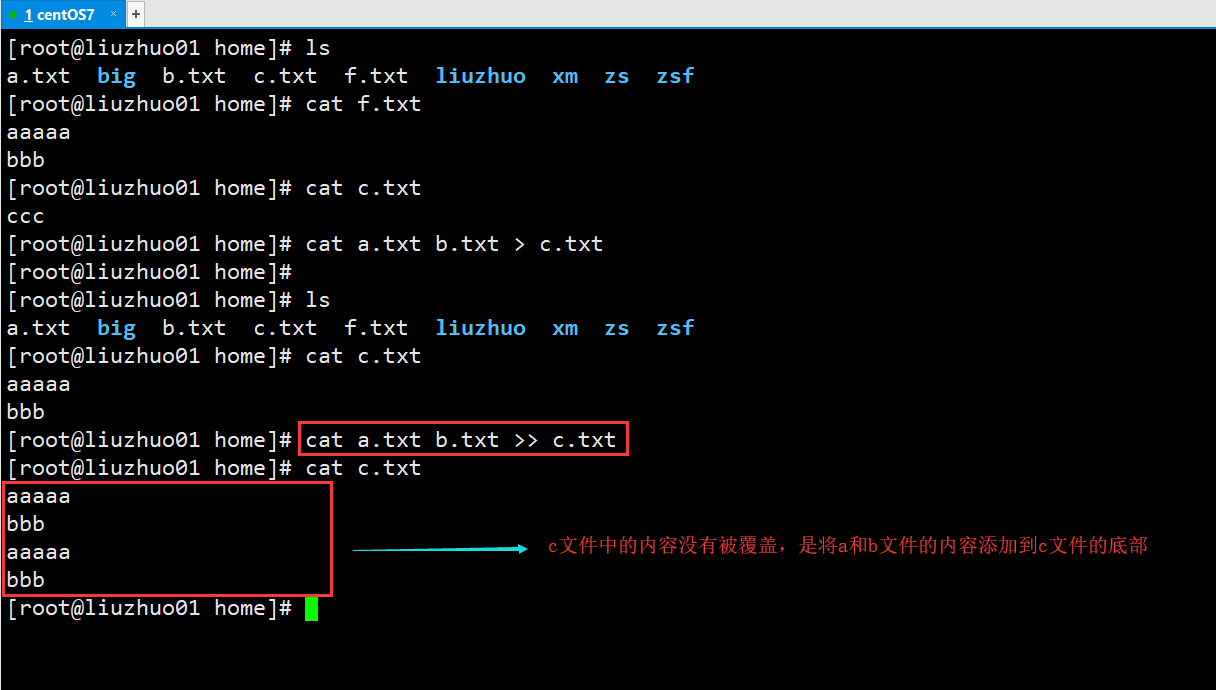 1 centOS7 × +
[root@liuzhuo01 home]# ls
a.txt  big  b.txt  c.txt  f.txt  liuzhuo  xm  zs  zsf
[root@liuzhuo01 home]# cat f.txt
aaaaa
bbb
[root@liuzhuo01 home]# cat c.txt
ccc
[root@liuzhuo01 home]# cat a.txt b.txt > c.txt
[root@liuzhuo01 home]#
[root@liuzhuo01 home]# ls
a.txt  big  b.txt  c.txt  f.txt  liuzhuo  xm  zs  zsf
[root@liuzhuo01 home]# cat c.txt
aaaaa
bbb
[root@liuzhuo01 home]# cat a.txt b.txt >> c.txt
[root@liuzhuo01 home]# cat c.txt
aaaaa
bbb
aaaaa
bbb
c文件中的内容没有被覆盖，是将a和b文件的内容添加到c文件的底部
[root@liuzhuo01 home]#